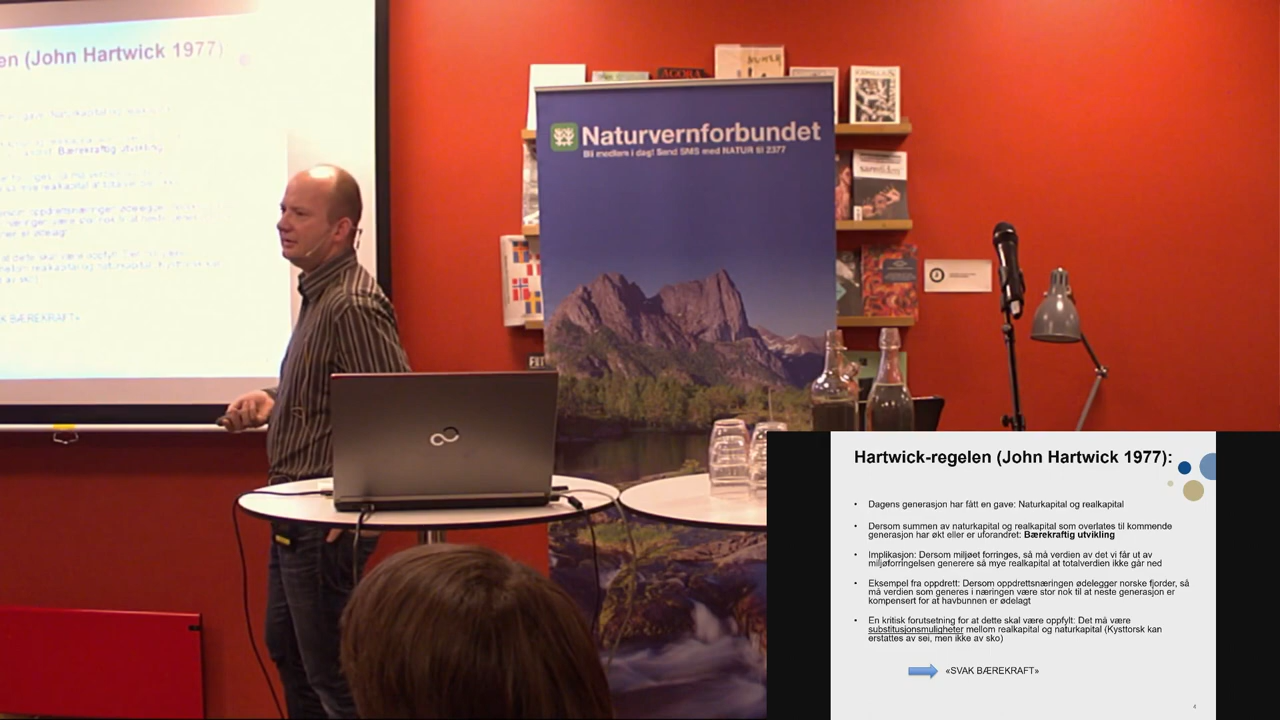 en (John Hartwick 1977)
Bærekraftig utvikling
K BÆREKRAFT»
AGORA
Naturvernforbundet
Bli medlem i dag! Send SMS med NATUR til 2377
samtiden
Hartwick-regelen (John Hartwick 1977):
• Dagens generasjon har fått en gave: Naturkapital og realkapital
• Dersom summen av naturkapital og realkapital som overlates til kommende
generasjon har økt eller er uforandret: Bærekraftig utvikling
• Implikasjon: Dersom miljøet forringes, så må verdien av det vi får ut av
miljøforringelsen generere så mye realkapital at totalverdien ikke går ned
• Eksempel fra oppdrett: Dersom oppdrettsnæringen ødelegger norske fjorder, så
må verdien som generes i næringen være stor nok til at neste generasjon er
kompensert for at havbunnen er ødelagt
• En kritisk forutsetning for at dette skal være oppfylt: Det må være
substitusjonsmuligheter mellom realkapital og naturkapital (Kysttorsk kan
erstattes av sei, men ikke av sko)
«SVAK BÆREKRAFT»
4